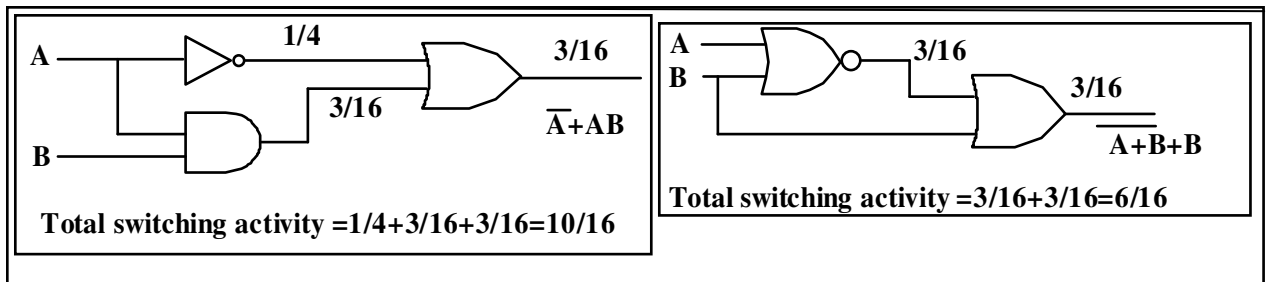 A
B
1/4
3/16
3/16
A̅+AB
Total switching activity =1/4+3/16+3/16=10/16
A
B
3/16
3/16
A̅+̅B̅+B
Total switching activity =3/16+3/16=6/16